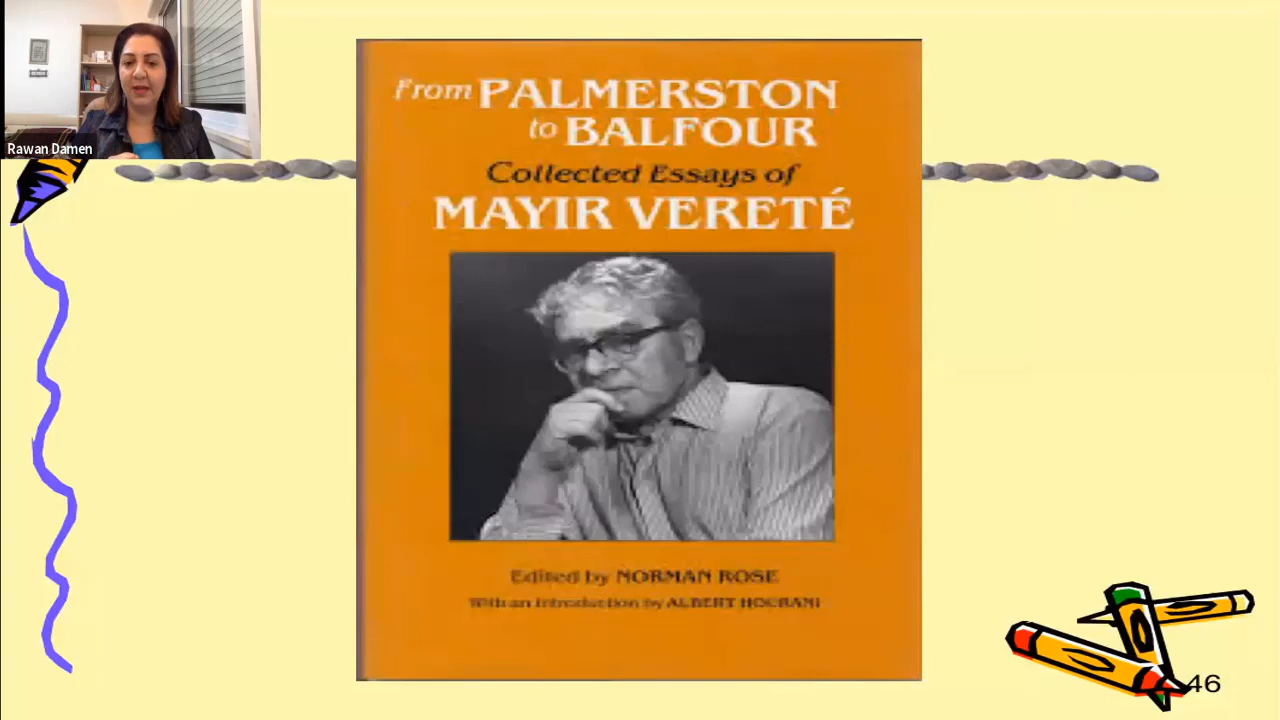 Rawan Damen
From PALMERSTON
to BALFOUR
Collected Essays of
MAYIR VERETÉ
Edited by NORMAN ROSE
With an Introduction by ALBERT HOURANI
46